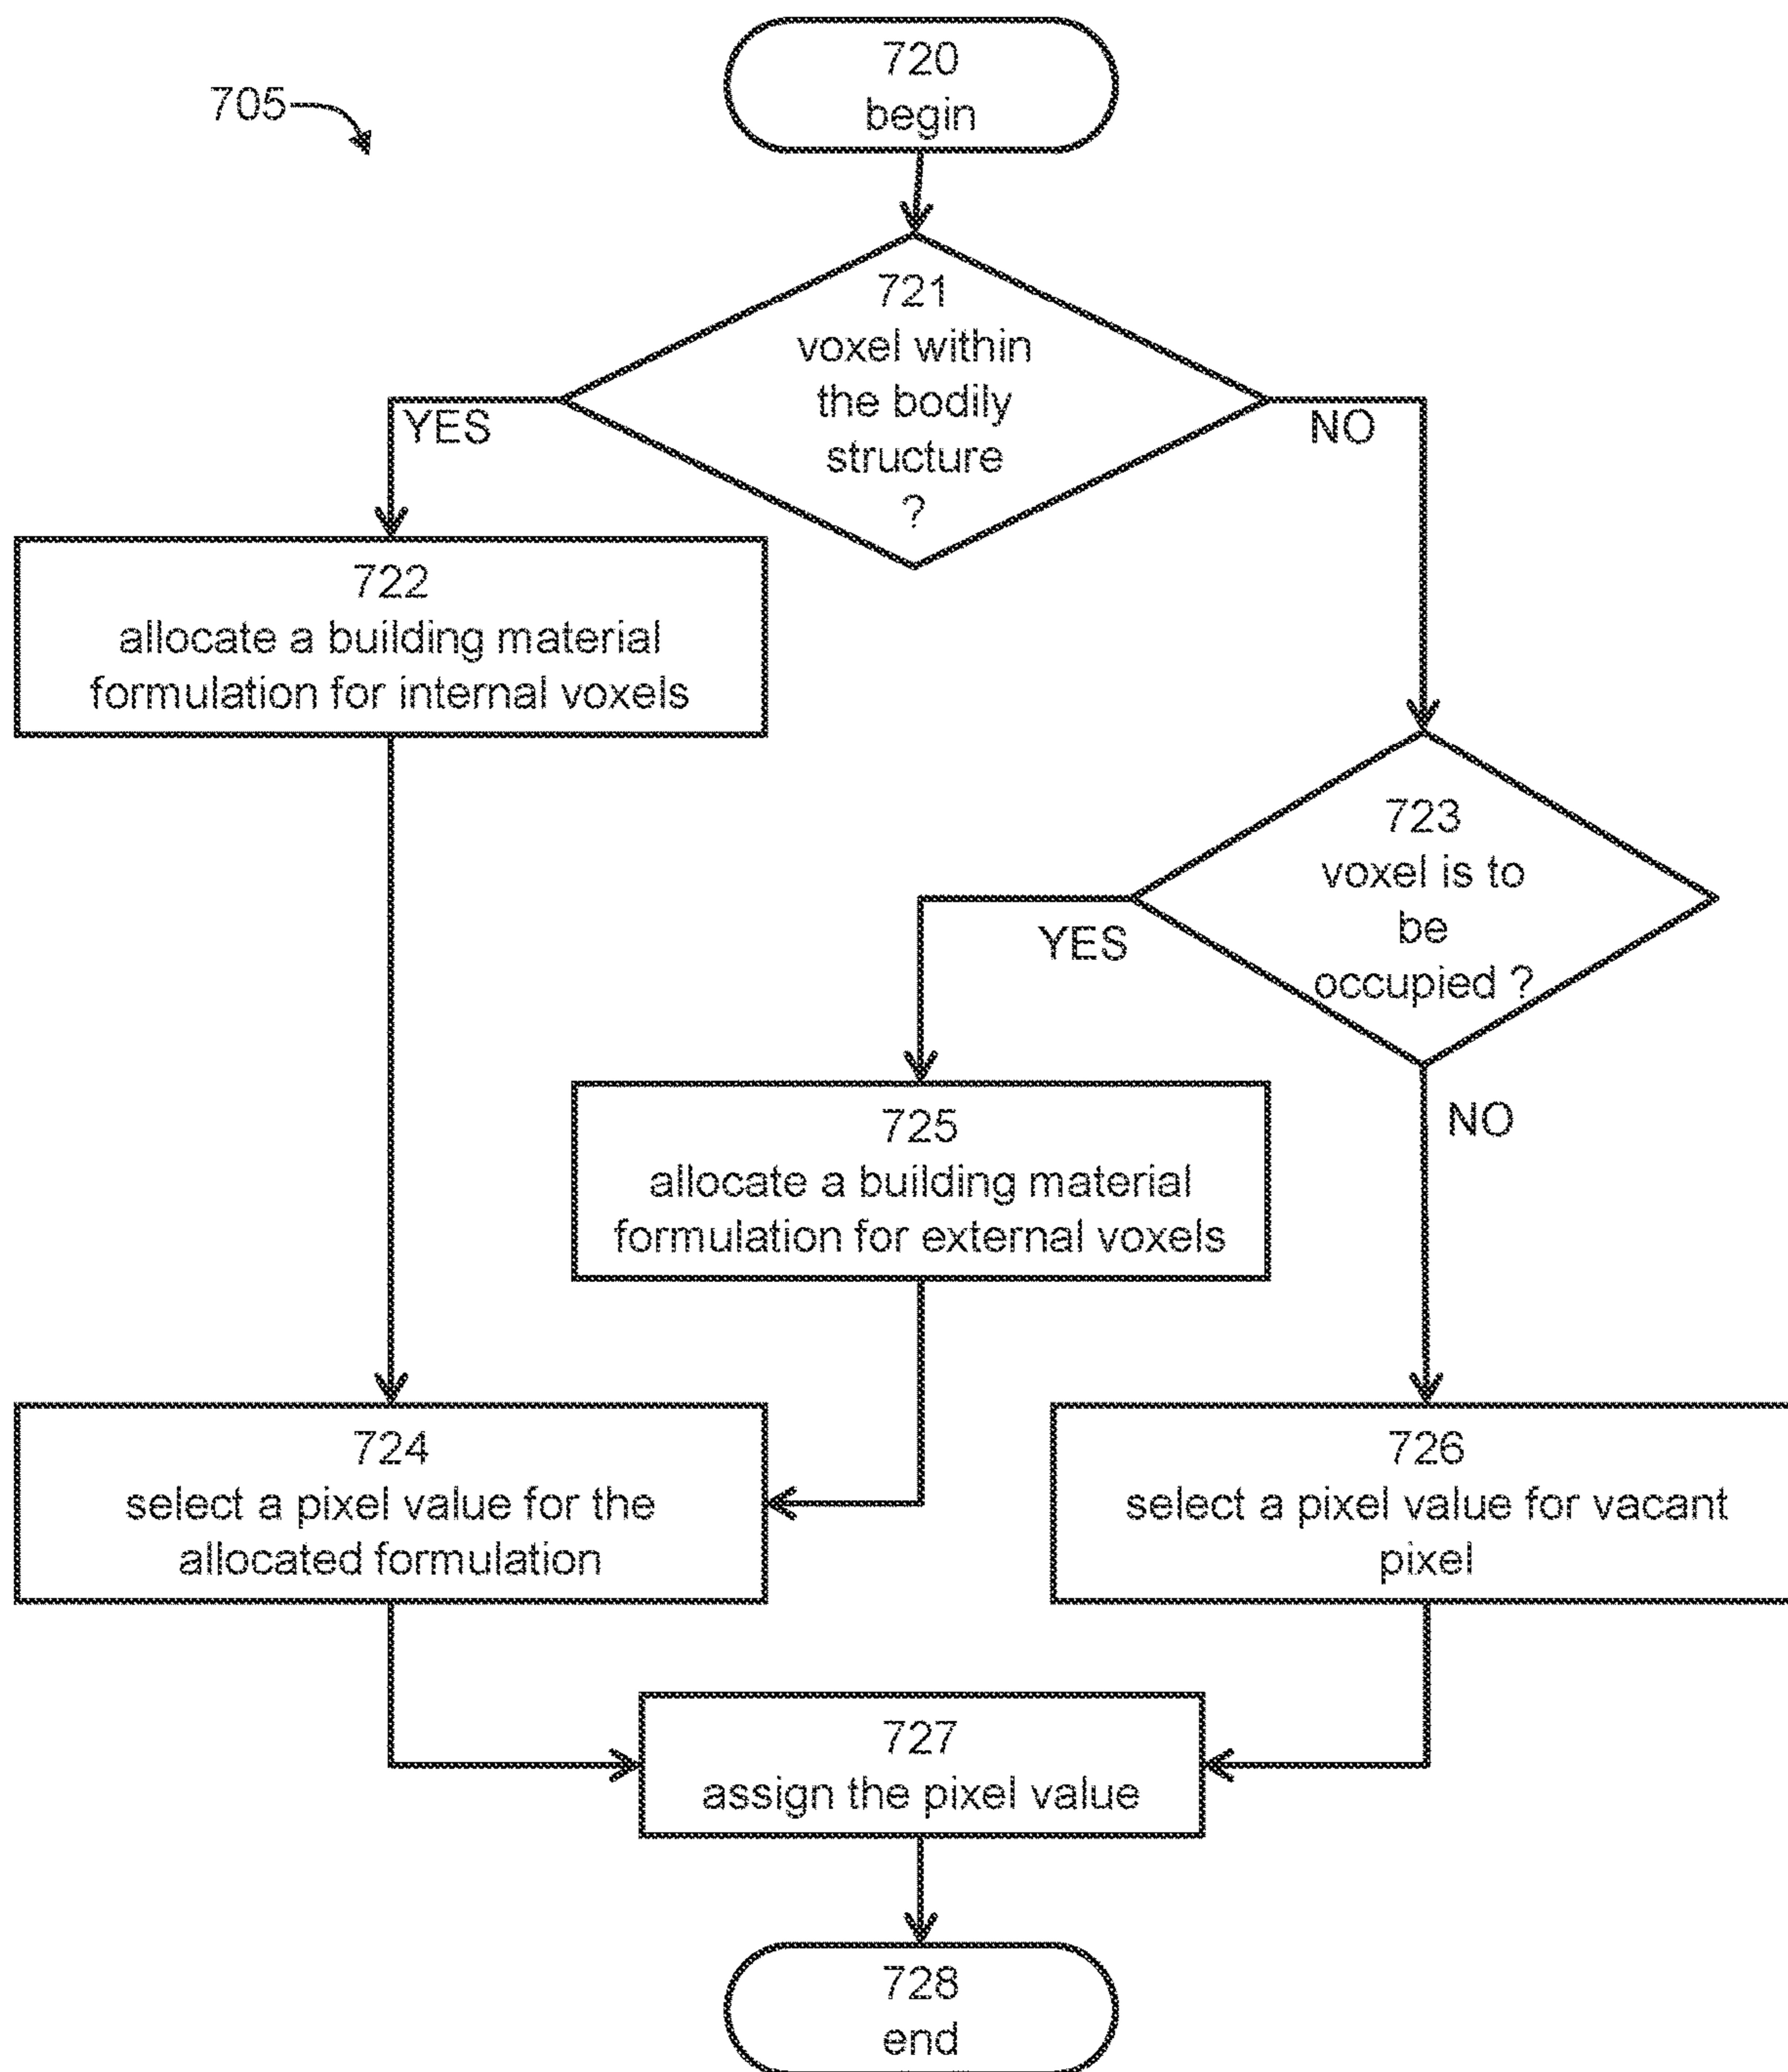 720
begin
705
721
voxel within
the bodily
structure
?
YES
NO
722
allocate a building material
formulation for internal voxels
723
voxel is to
be
occupied ?
YES
NO
725
allocate a building material
formulation for external voxels
724
select a pixel value for the
allocated formulation
726
select a pixel value for vacant
pixel
727
assign the pixel value
728
end